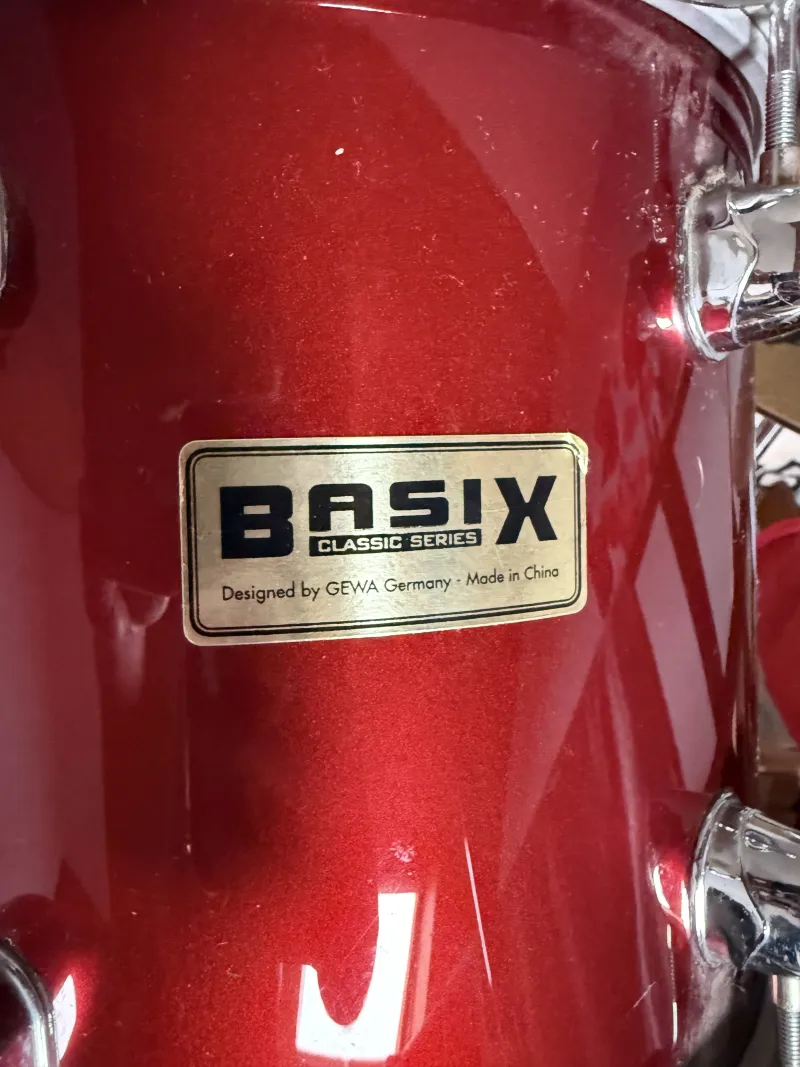 BASIX
CLASSIC SERIES
Designed by GEWA Germany - Made in China